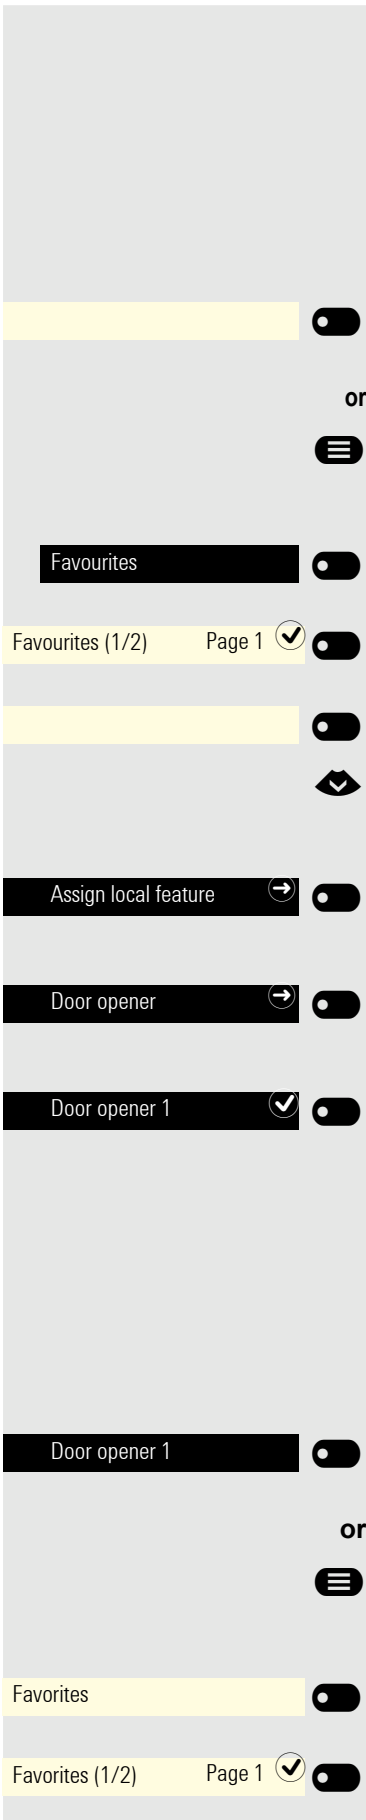 or
Favourites
Favourites (1/2) Page 1
Assign local feature
Door opener
Door opener 1
Door opener 1
or
Favorites
Favorites (1/2) Page 1